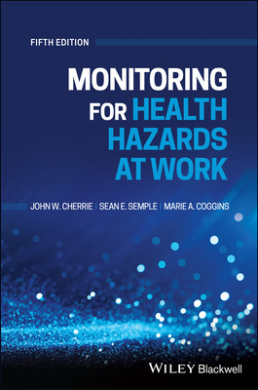 FIFTH EDITION
MONITORING
FOR HEALTH
HAZARDS
AT WORK
JOHN W. CHERRIE | SEAN E. SEMPLE | MARIE A. COGGINS
WILEY Blackwell